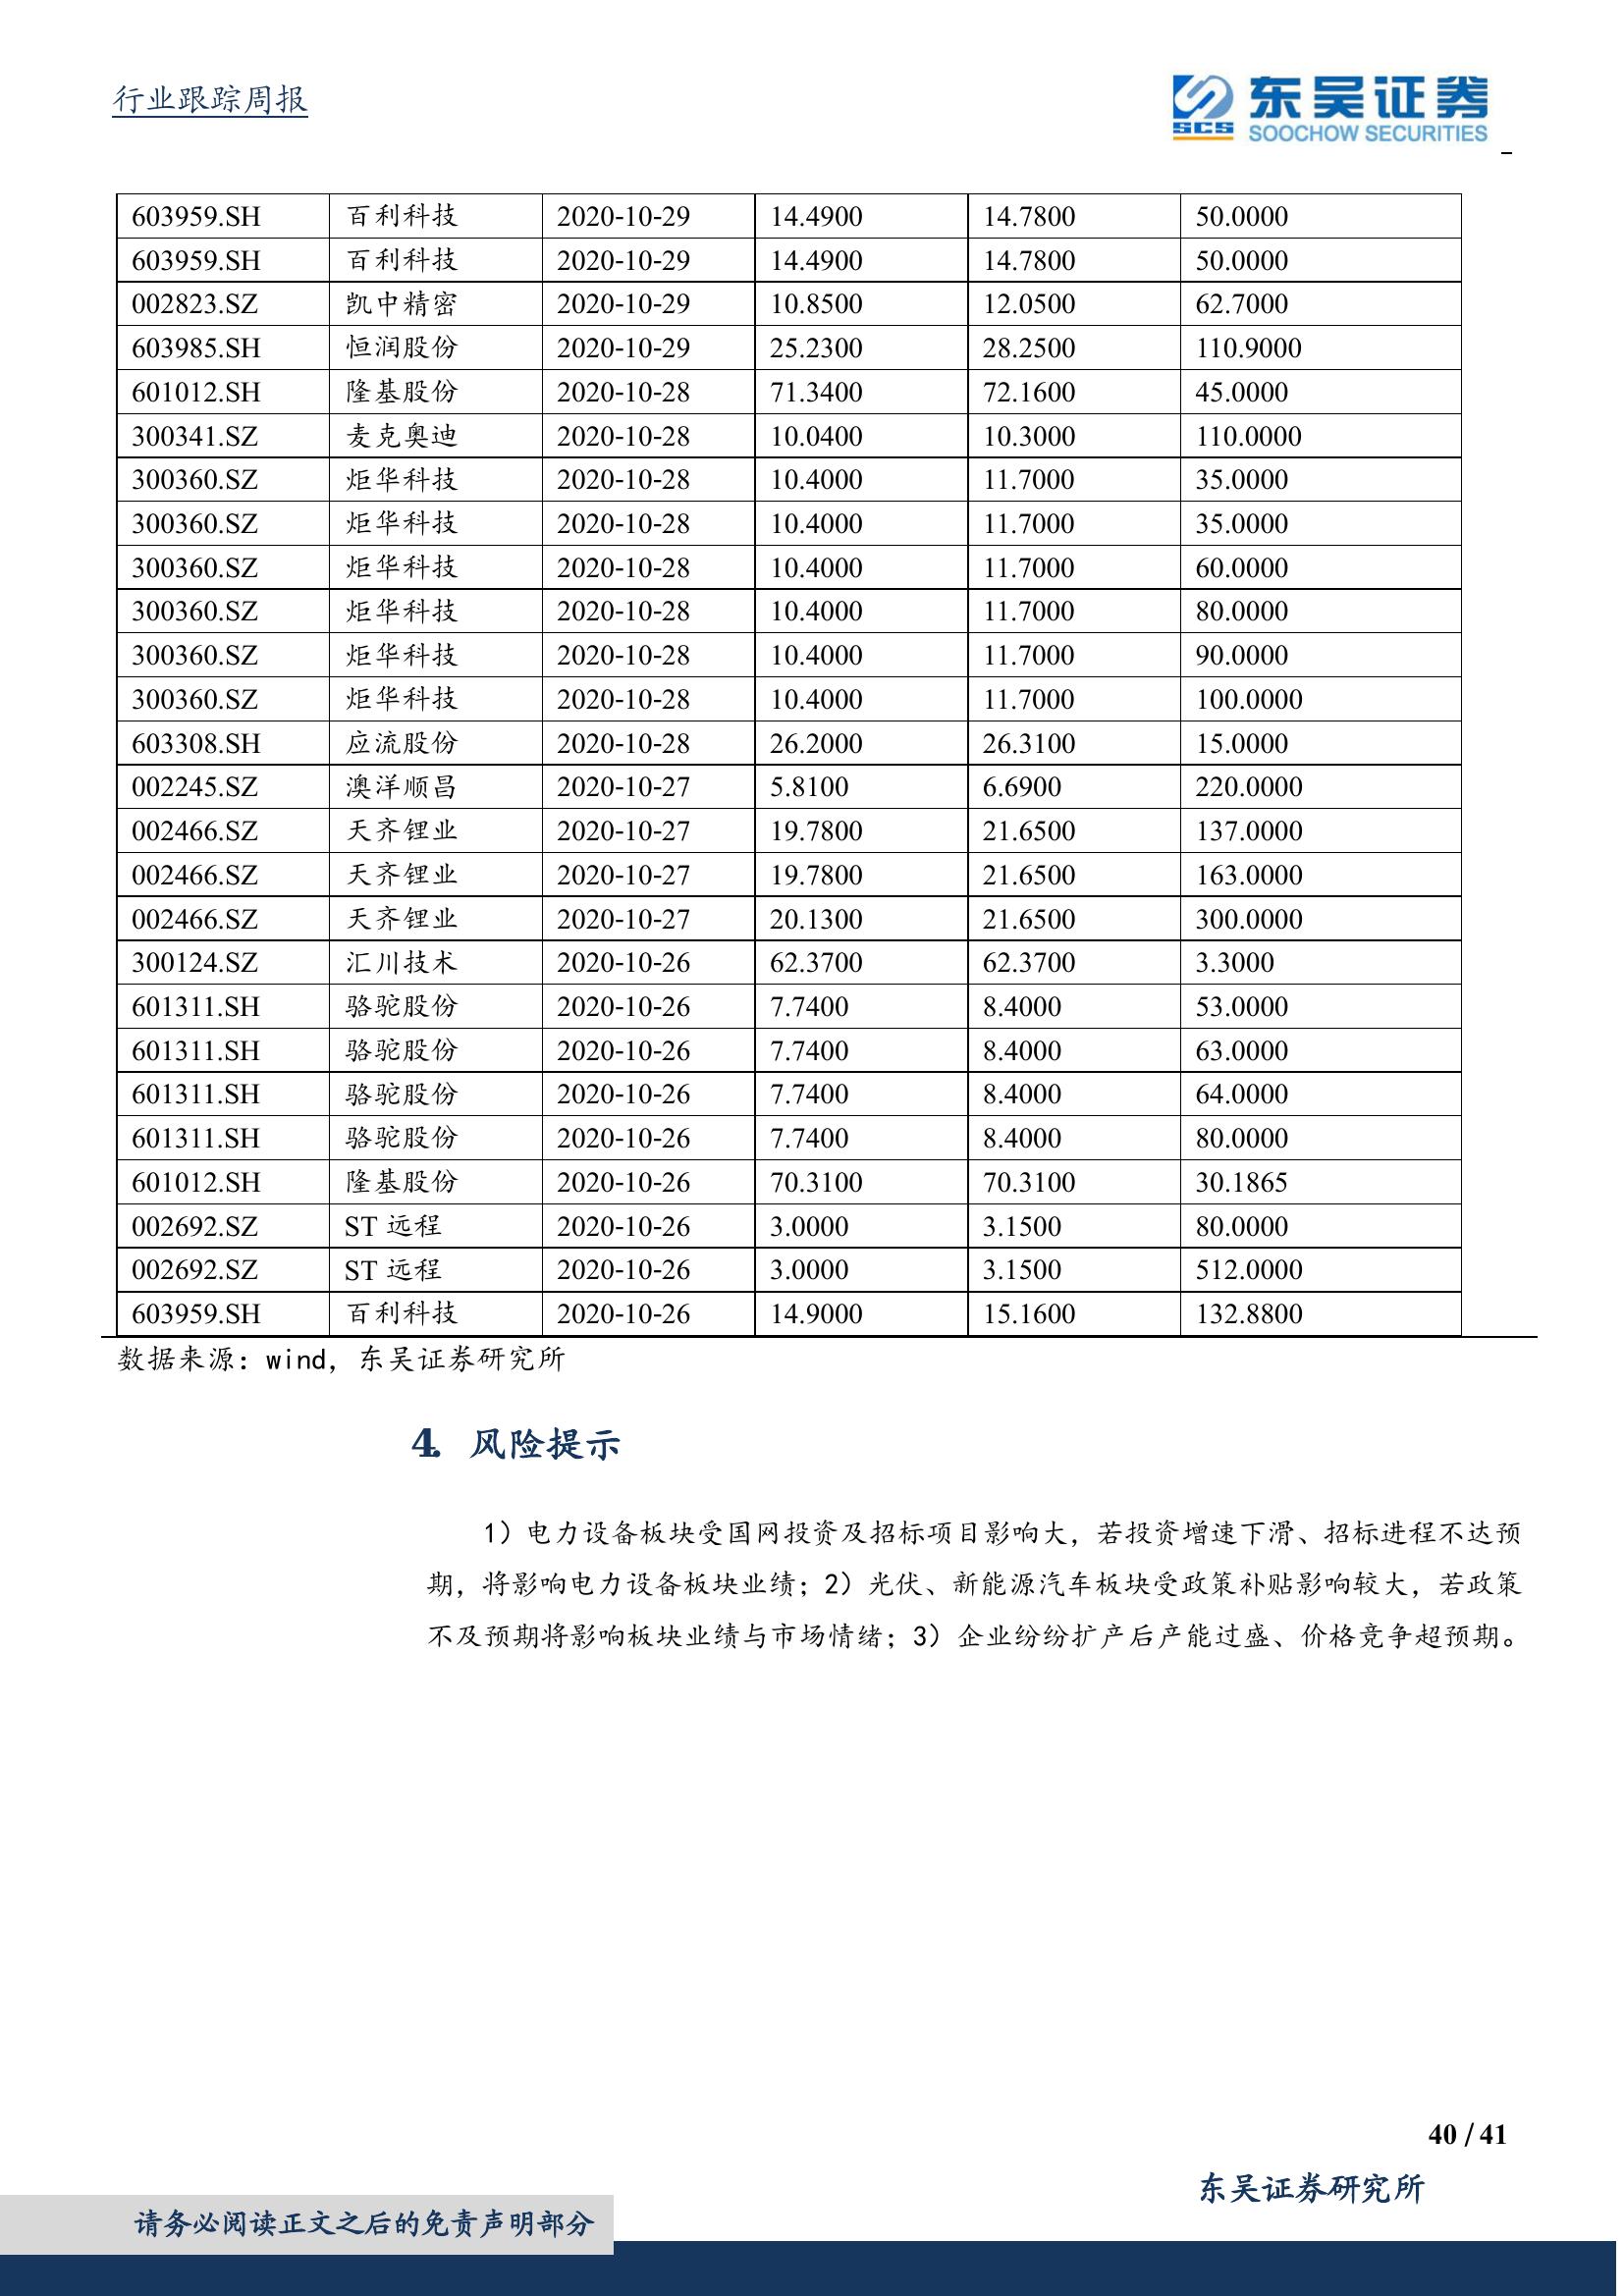 行业跟踪周报
SCS 东吴证券
SOOCHOW SECURITIES
603959.SH 百利科技 2020-10-29 14.4900 14.7800 50.0000
603959.SH 百利科技 2020-10-29 14.4900 14.7800 50.0000
002823.SZ 凯中精密 2020-10-29 10.8500 12.0500 62.7000
603985.SH 恒润股份 2020-10-29 25.2300 28.2500 110.9000
601012.SH 隆基股份 2020-10-28 71.3400 72.1600 45.0000
300341.SZ 麦克奥迪 2020-10-28 10.0400 10.3000 110.0000
300360.SZ 炬华科技 2020-10-28 10.4000 11.7000 35.0000
300360.SZ 炬华科技 2020-10-28 10.4000 11.7000 35.0000
300360.SZ 炬华科技 2020-10-28 10.4000 11.7000 60.0000
300360.SZ 炬华科技 2020-10-28 10.4000 11.7000 80.0000
300360.SZ 炬华科技 2020-10-28 10.4000 11.7000 90.0000
300360.SZ 炬华科技 2020-10-28 10.4000 11.7000 100.0000
603308.SH 应流股份 2020-10-28 26.2000 26.3100 15.0000
002245.SZ 澳洋顺昌 2020-10-27 5.8100 6.6900 220.0000
002466.SZ 天齐锂业 2020-10-27 19.7800 21.6500 137.0000
002466.SZ 天齐锂业 2020-10-27 19.7800 21.6500 163.0000
002466.SZ 天齐锂业 2020-10-27 20.1300 21.6500 300.0000
300124.SZ 汇川技术 2020-10-26 62.3700 62.3700 3.3000
601311.SH 骆驼股份 2020-10-26 7.7400 8.4000 53.0000
601311.SH 骆驼股份 2020-10-26 7.7400 8.4000 63.0000
601311.SH 骆驼股份 2020-10-26 7.7400 8.4000 64.0000
601311.SH 骆驼股份 2020-10-26 7.7400 8.4000 80.0000
601012.SH 隆基股份 2020-10-26 70.3100 70.3100 30.1865
002692.SZ ST 远程 2020-10-26 3.0000 3.1500 80.0000
002692.SZ ST 远程 2020-10-26 3.0000 3.1500 512.0000
603959.SH 百利科技 2020-10-26 14.9000 15.1600 132.8800
数据来源：wind，东吴证券研究所
4. 风险提示
1）电力设备板块受国网投资及招标项目影响大，若投资增速下滑、招标进程不达预
期，将影响电力设备板块业绩；2）光伏、新能源汽车板块受政策补贴影响较大，若政策
不及预期将影响板块业绩与市场情绪；3）企业纷纷扩产后产能过盛、价格竞争超预期。
40 / 41
东吴证券研究所
请务必阅读正文之后的免责声明部分